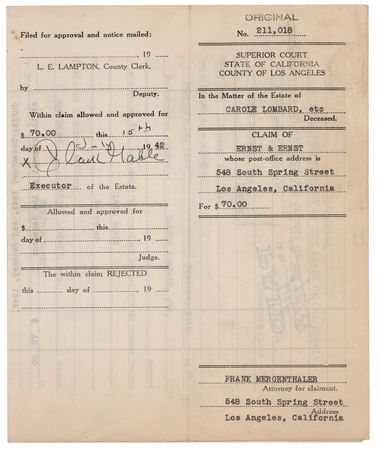 Filed for approval and notice mailed:
19
L. E. LAMPTON, County Clerk,
by
Deputy.
Within claim allowed and approved for
$ 70.00 this 15th
day of July 19 42
X Clark Gable
Executor of the Estate.
Allowed and approved for
$ this
day of 19
Judge.
The within claim REJECTED
this day of 19
ORIGINAL
No. 211,018
SUPERIOR COURT
STATE OF CALIFORNIA
COUNTY OF LOS ANGELES
In the Matter of the Estate of
CAROLE LOMBARD, etc
Deceased.
CLAIM OF
ERNST & ERNST
whose post-office address is
548 South Spring Street
Los Angeles, California
For $ 70.00
FRANK MERGENTHALER
Attorney for claimant.
548 South Spring Street
Address
Los Angeles, California